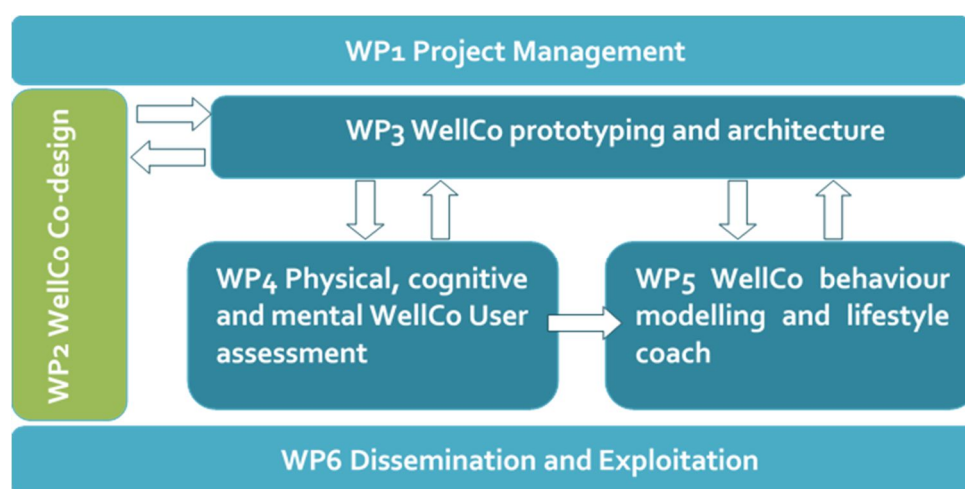 WP1 Project Management
WP2 WellCo Co-design
WP3 WellCo prototyping and architecture
WP4 Physical, cognitive
and mental WellCo User
assessment
WP5 WellCo behaviour
modelling and lifestyle
coach
WP6 Dissemination and Exploitation